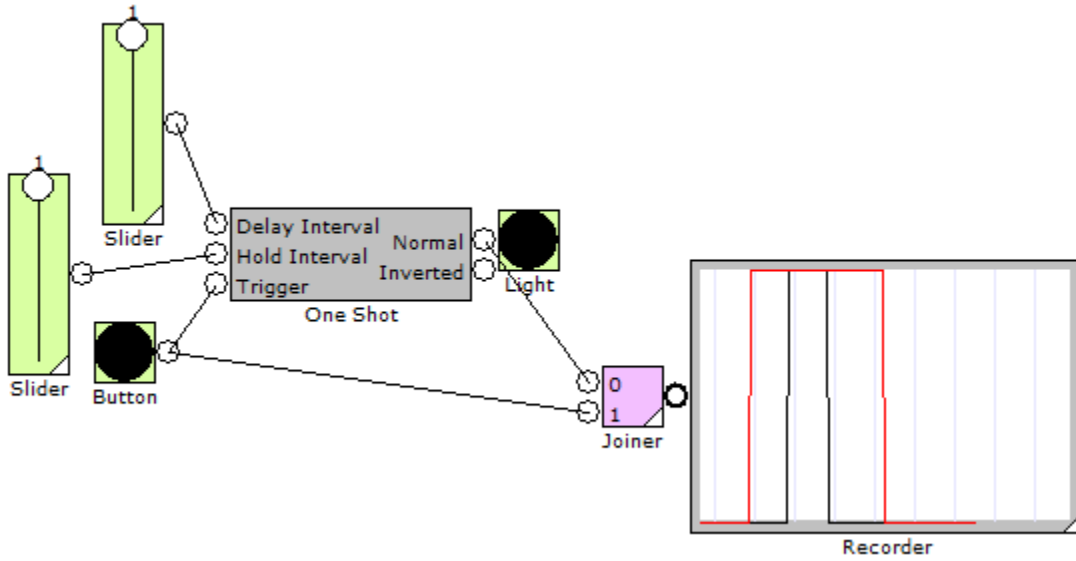 1
Slider
1
Slider
Delay Interval
Hold Interval
Trigger
Normal
Inverted
One Shot
Light
Button
0
1
Joiner
Recorder